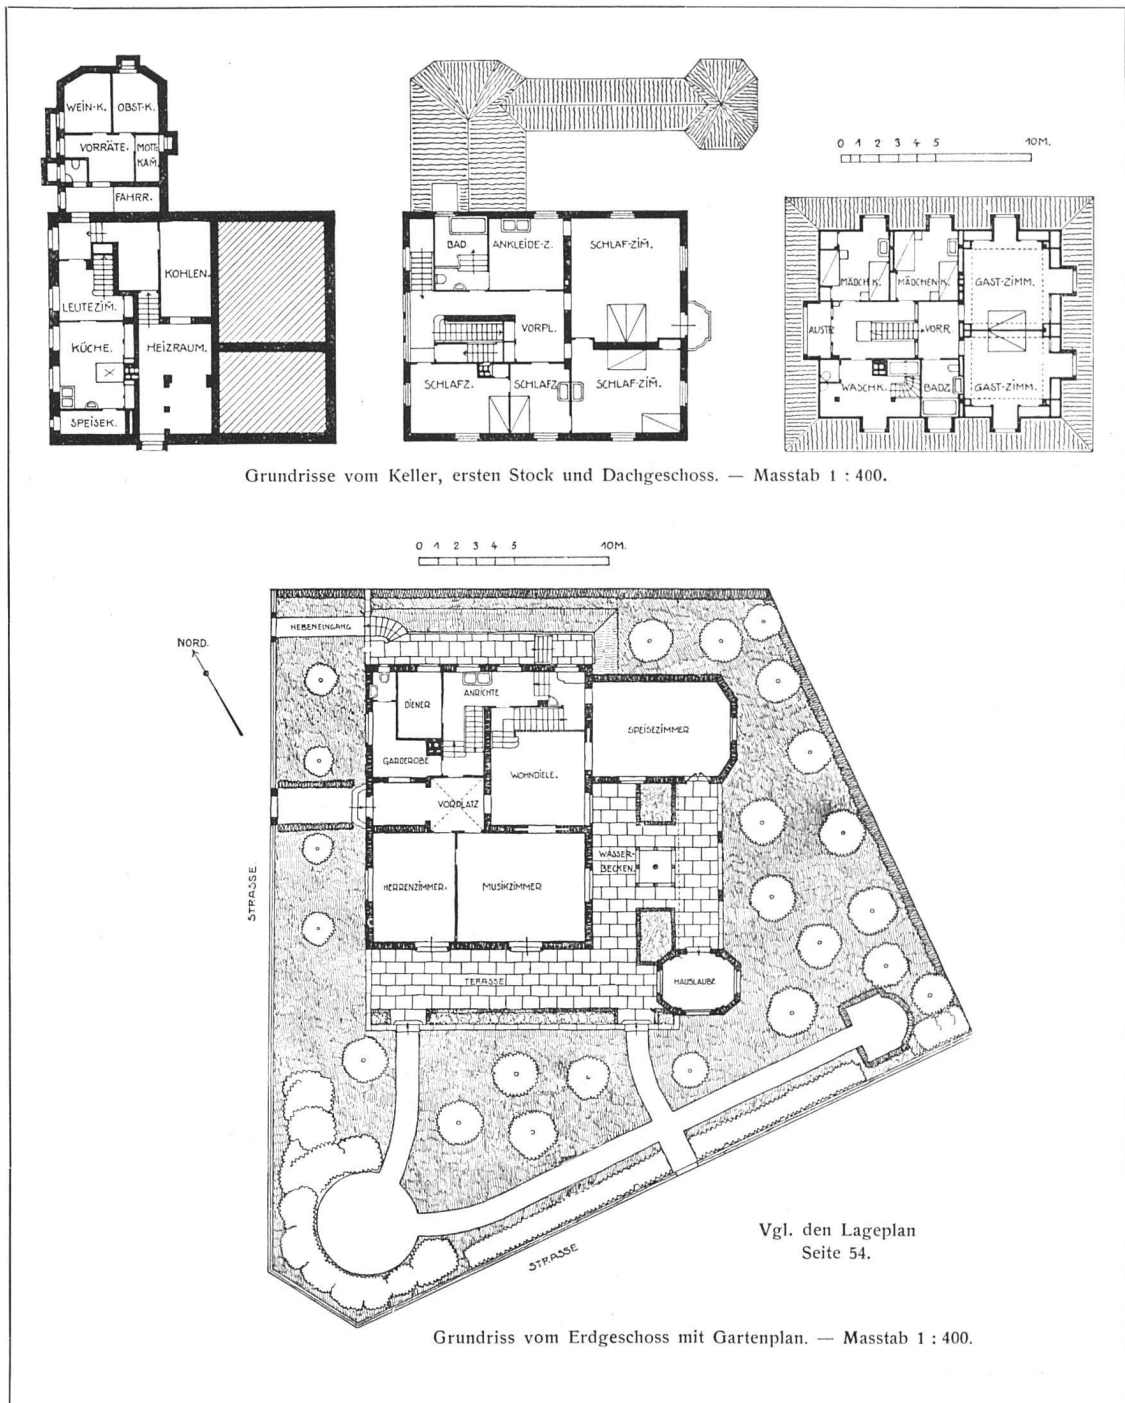 WEIN-K. OBST-K.
VORRÄTE. MOTT.
KAM.
FAHRR.
KOHLEN.
LEUTEZIM.
KÜCHE. HEIZRAUM.
SPEISEK.
BAD ANKLEIDE-Z. SCHLAF-ZIM.
VORPL.
SCHLAFZ. SCHLAFZ. SCHLAF-ZIM.
0 1 2 3 4 5 10M.
MÄDCH.K. MÄDCHEN-K. GAST-ZIMM.
AUSTR. VORR.
WASCHK. BADZ. GAST-ZIMM.
Grundrisse vom Keller, ersten Stock und Dachgeschoss. — Masstab 1 : 400.
0 1 2 3 4 5 10M.
NORD.
NEBENEINGANG
DIENER
ANRICHTE
SPEISEZIMMER
GARDEROBE
WOHNDIELE.
VORPLATZ
STRASSE.
WASSER-
BECKEN.
HERRENZIMMER. MUSIKZIMMER
TERASSE
HAUSLAUBE
STRASSE
Vgl. den Lageplan
Seite 54.
Grundriss vom Erdgeschoss mit Gartenplan. — Masstab 1 : 400.